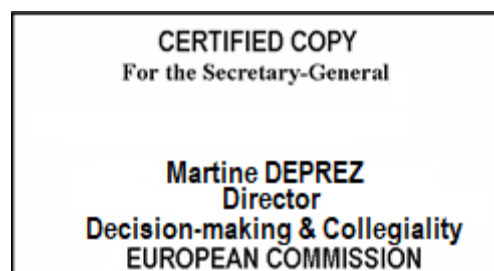 CERTIFIED COPY
For the Secretary-General
Martine DEPREZ
Director
Decision-making & Collegiality
EUROPEAN COMMISSION